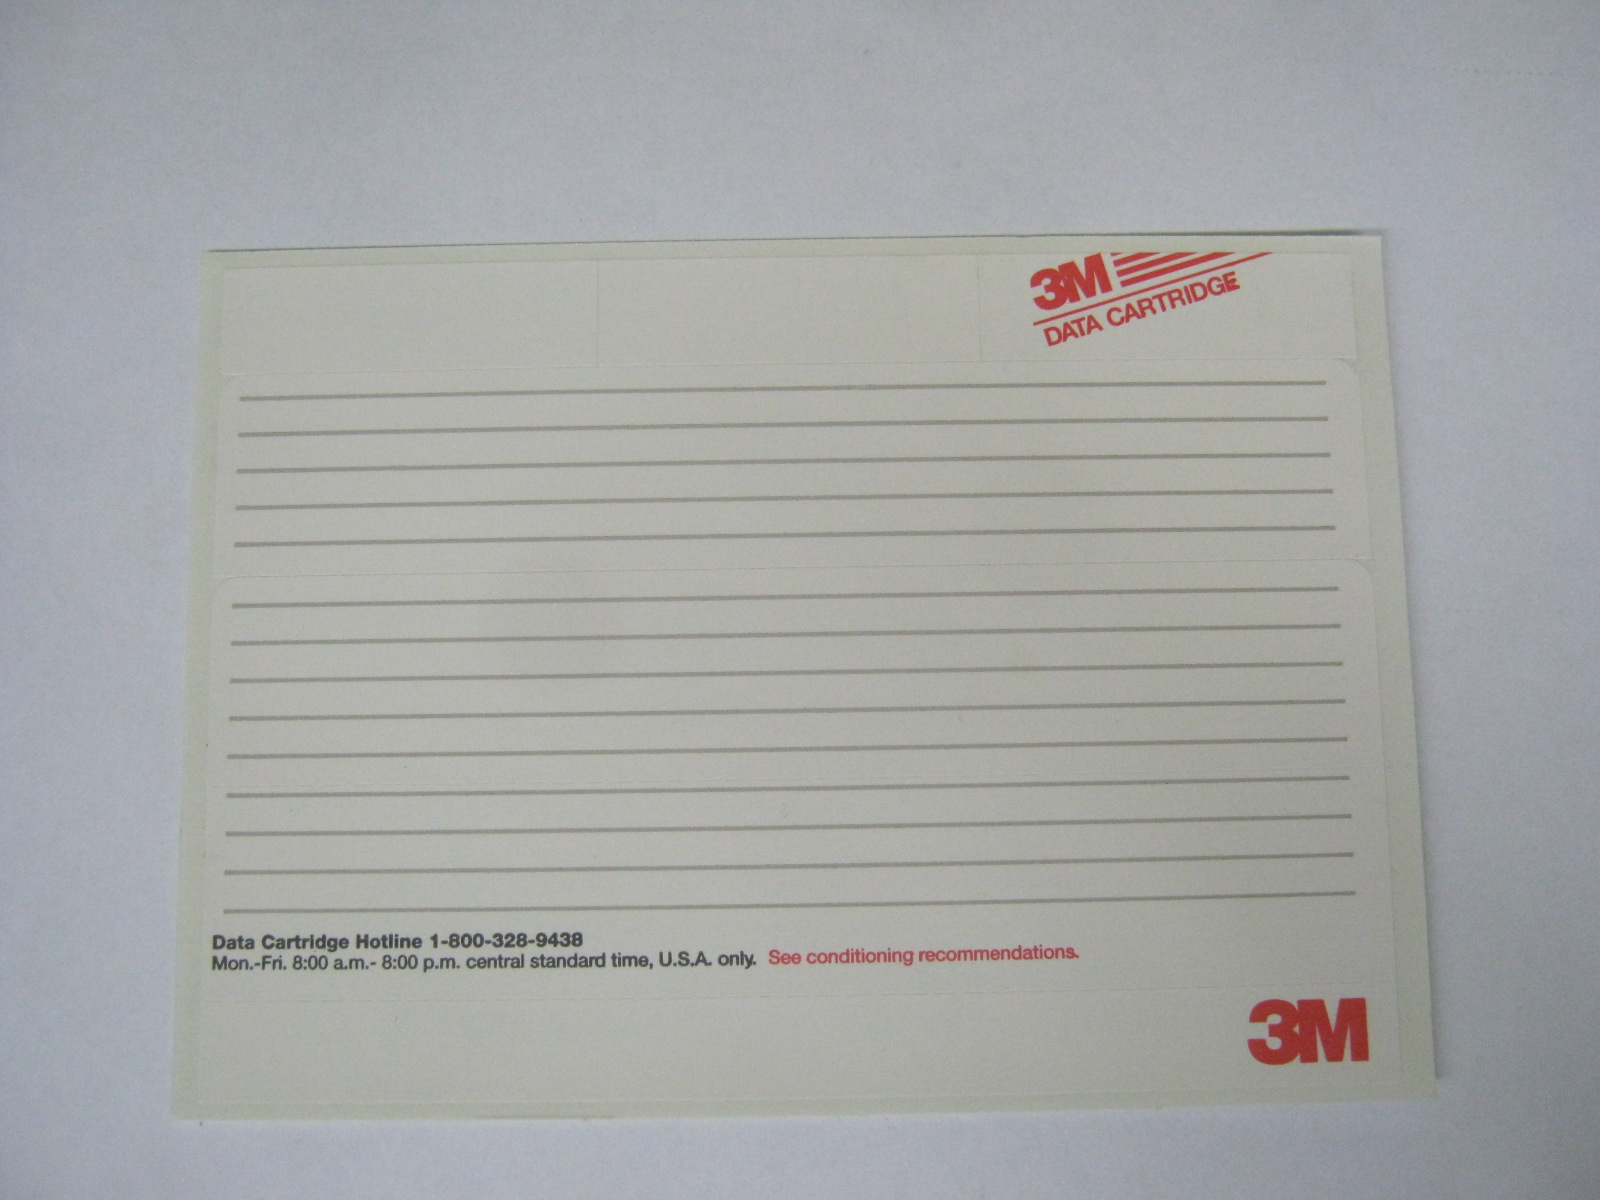 3M
DATA CARTRIDGE
Data Cartridge Hotline 1-800-328-9438
Mon.-Fri. 8:00 a.m.- 8:00 p.m. central standard time, U.S.A. only. See conditioning recommendations.
3M